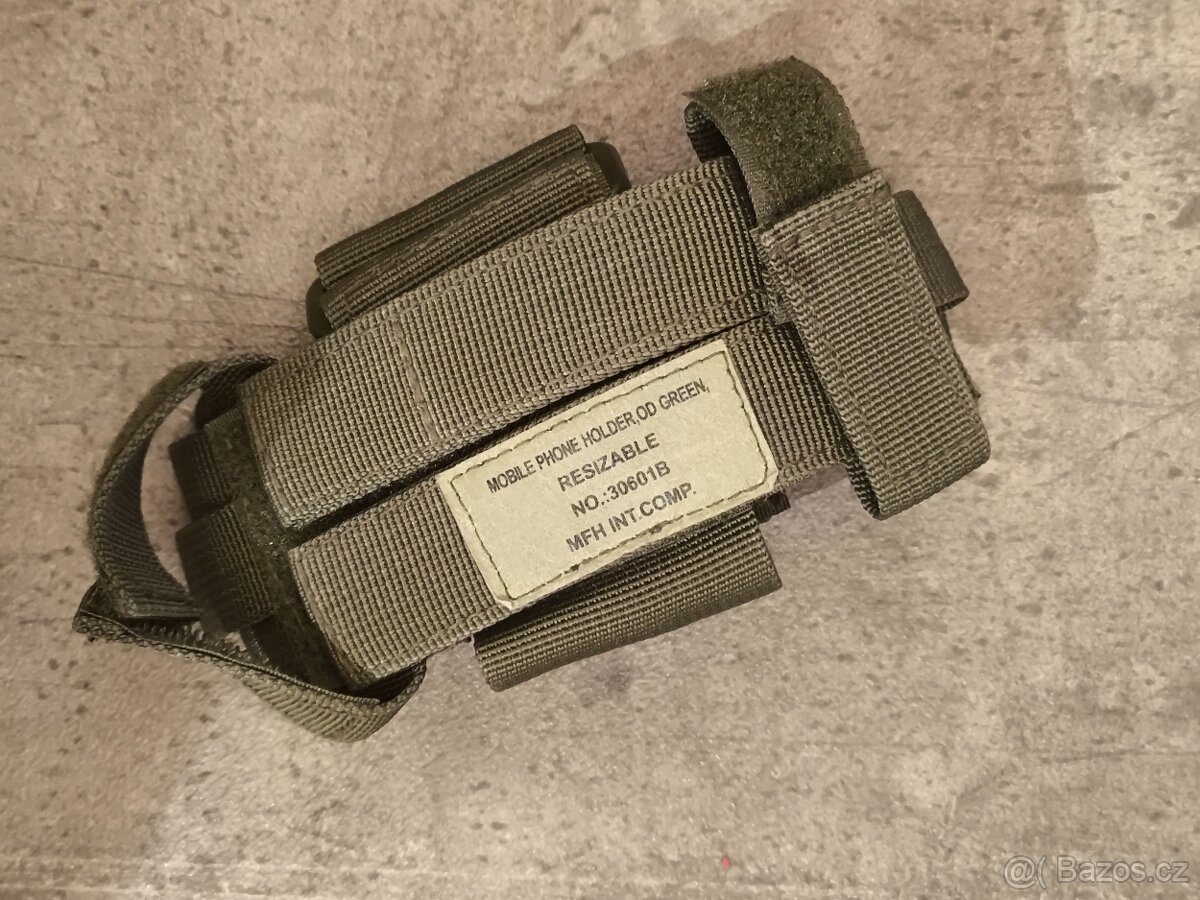 MOBILE PHONE HOLDER,OD GREEN,
RESIZABLE
NO.:30601B
MFH INT.COMP.
@( Bazos.cz